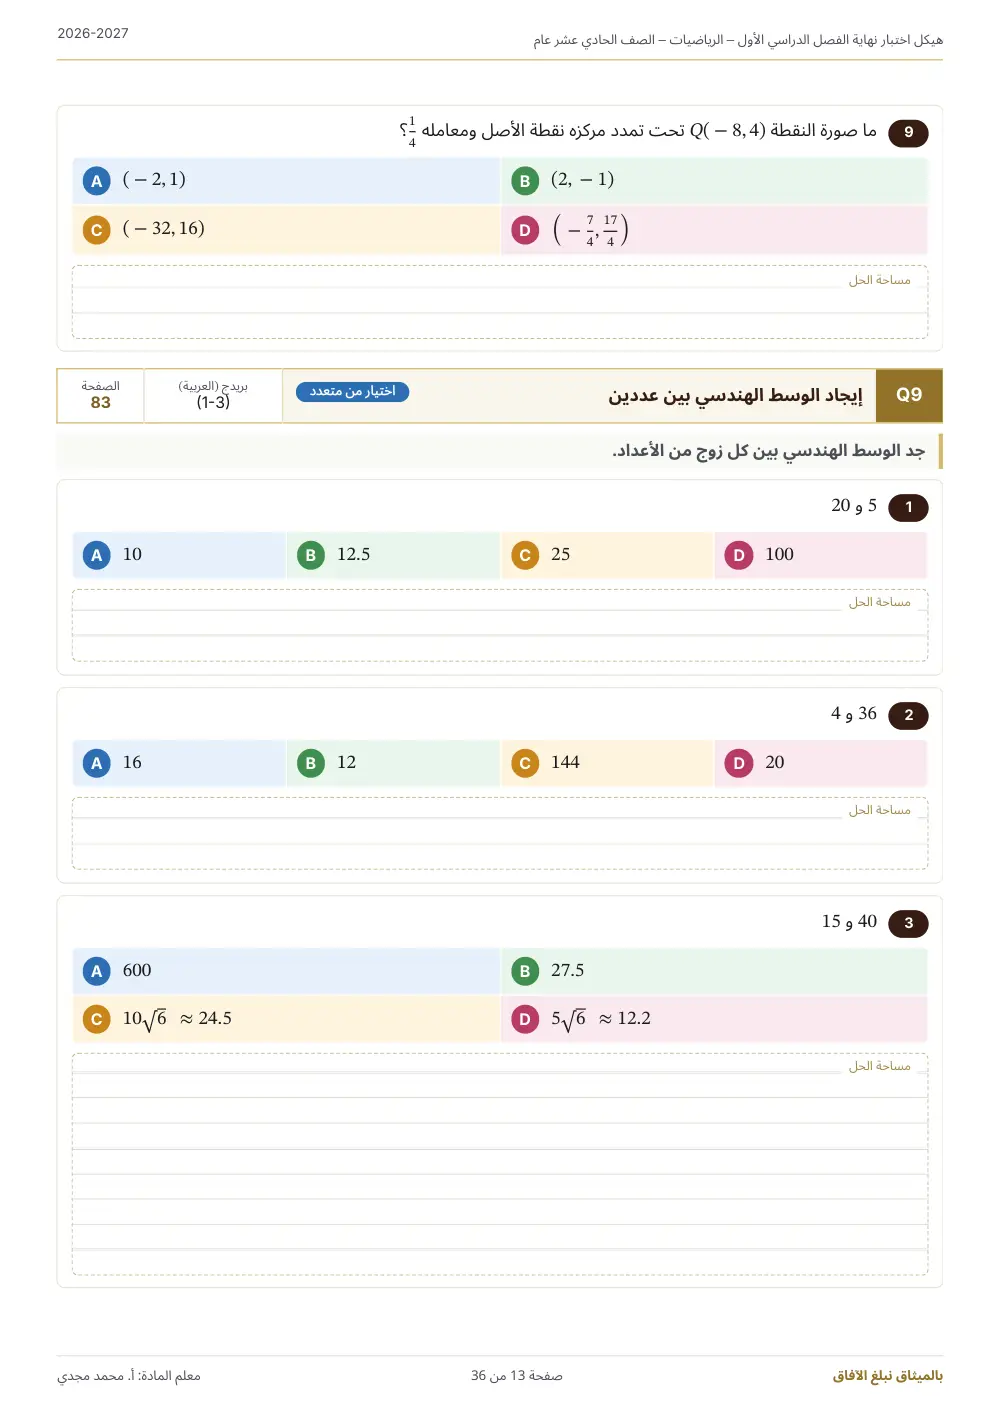 هيكل اختبار نهاية الفصل الدراسي الأول – الرياضيات – الصف الحادي عشر عام
2026-2027
9 ما صورة النقطة Q(− 8, 4) تحت تمدد مركزه نقطة الأصل ومعامله 1/4؟
A (− 2, 1)
B (2, − 1)
C (− 32, 16)
D (− 7/4, 17/4)
مساحة الحل
Q9 إيجاد الوسط الهندسي بين عددين
اختيار من متعدد
بريدج (العربية)
(1-3)
الصفحة
83
جد الوسط الهندسي بين كل زوج من الأعداد.
1 5 و 20
A 10
B 12.5
C 25
D 100
مساحة الحل
2 36 و 4
A 16
B 12
C 144
D 20
مساحة الحل
3 40 و 15
A 600
B 27.5
C 10√6 ≈ 24.5
D 5√6 ≈ 12.2
مساحة الحل
بالميثاق نبلغ الآفاق
صفحة 13 من 36
معلم المادة: أ. محمد مجدي